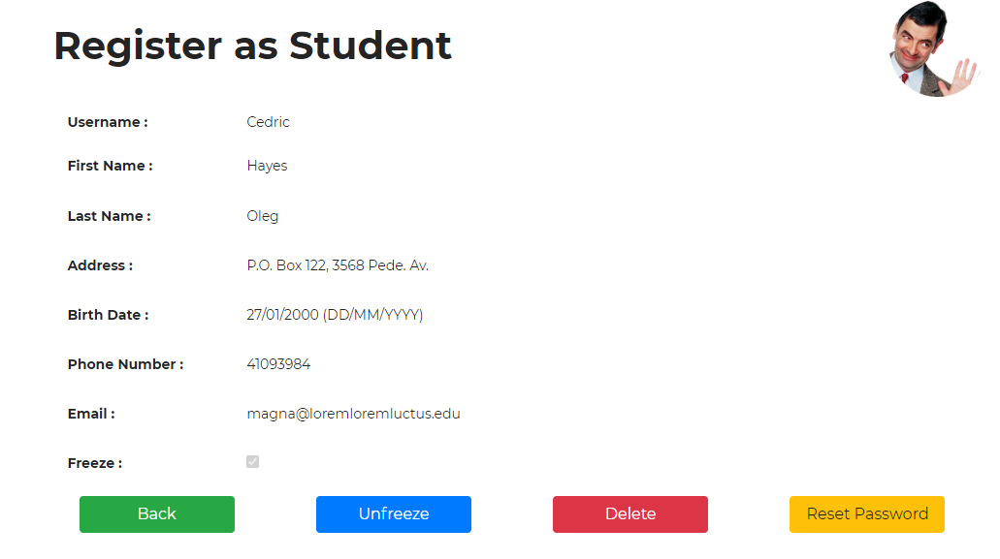 Register as Student
Username : Cedric
First Name : Hayes
Last Name : Oleg
Address : P.O. Box 122, 3568 Pede. Av.
Birth Date : 27/01/2000 (DD/MM/YYYY)
Phone Number : 41093984
Email : magna@loremloremluctus.edu
Freeze :
Back Unfreeze Delete Reset Password